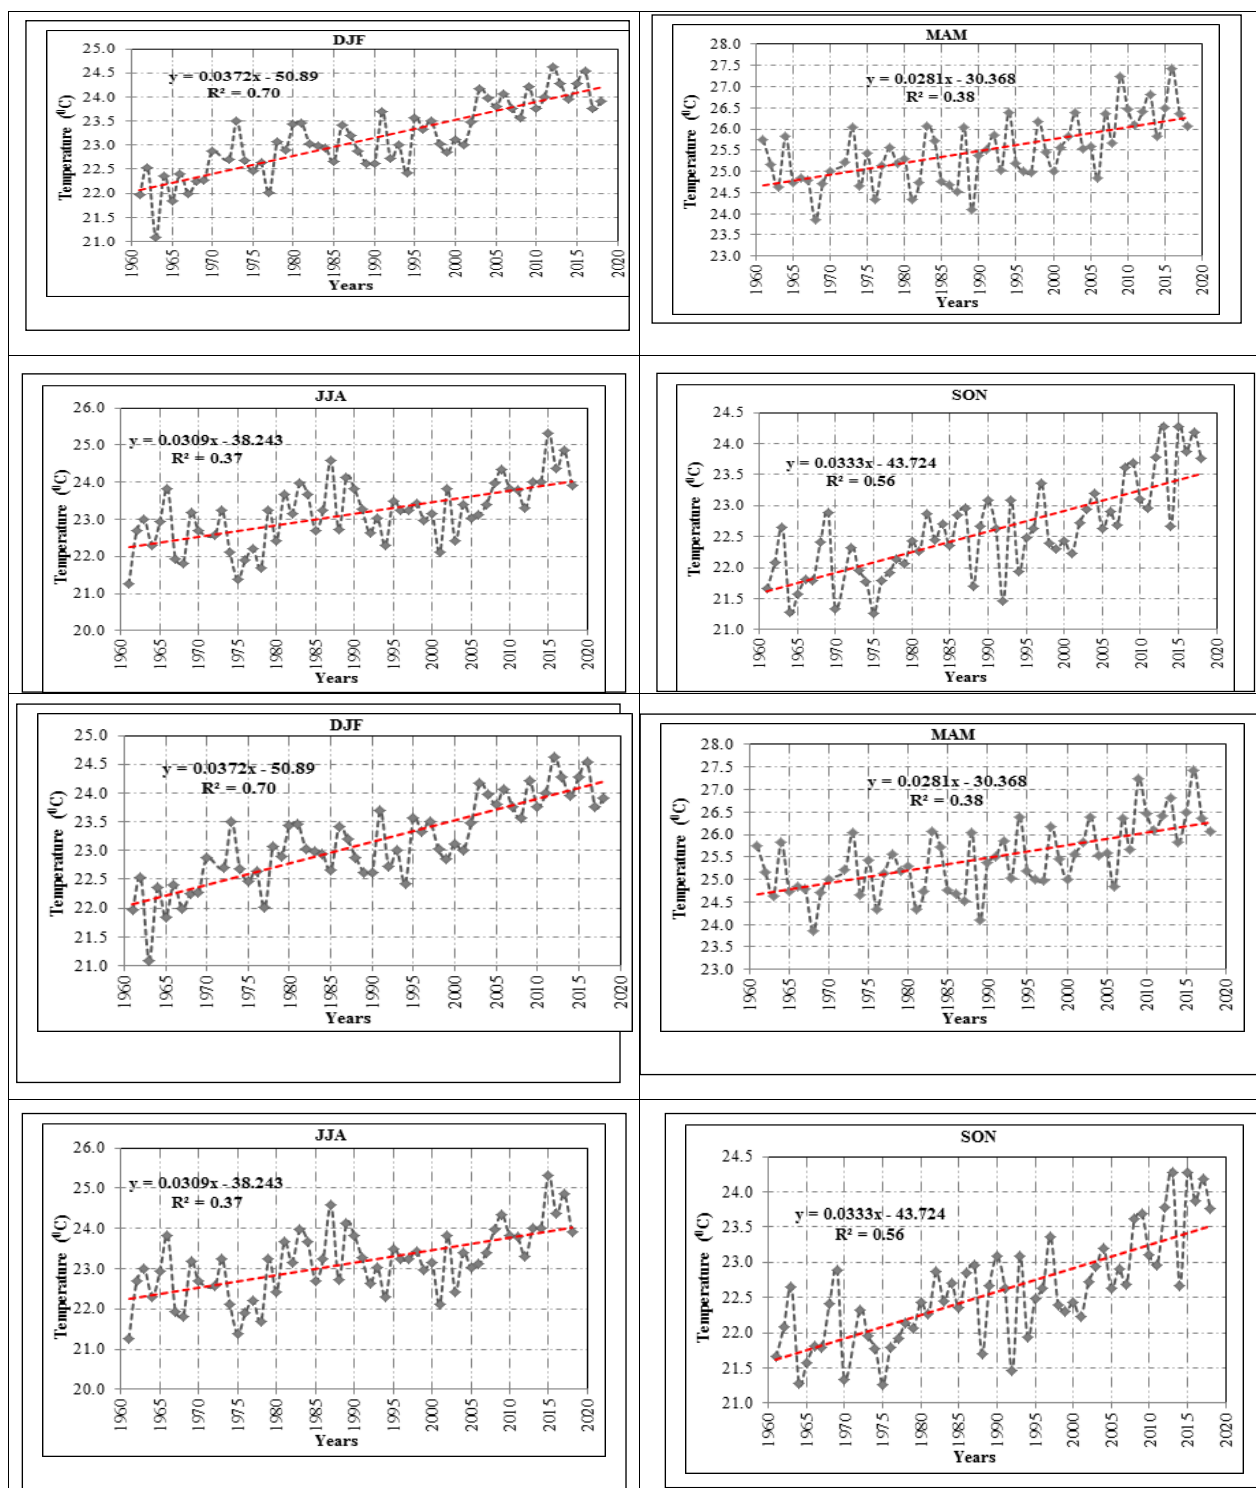 DJF
25.0
24.5
24.0
23.5
23.0
22.5
22.0
21.5
21.0
y = 0.0372x - 50.89
R² = 0.70
Temperature (⁰C)
1960 1965 1970 1975 1980 1985 1990 1995 2000 2005 2010 2015 2020
Years
MAM
28.0
27.5
27.0
26.5
26.0
25.5
25.0
24.5
24.0
23.5
23.0
y = 0.0281x - 30.368
R² = 0.38
Temperature (⁰C)
1960 1965 1970 1975 1980 1985 1990 1995 2000 2005 2010 2015 2020
Years
JJA
26.0
25.0
24.0
23.0
22.0
21.0
20.0
y = 0.0309x - 38.243
R² = 0.37
Temperature (⁰C)
1960 1965 1970 1975 1980 1985 1990 1995 2000 2005 2010 2015 2020
Years
SON
24.5
24.0
23.5
23.0
22.5
22.0
21.5
21.0
y = 0.0333x - 43.724
R² = 0.56
Temperature (⁰C)
1960 1965 1970 1975 1980 1985 1990 1995 2000 2005 2010 2015 2020
Years
DJF
25.0
24.5
24.0
23.5
23.0
22.5
22.0
21.5
21.0
y = 0.0372x - 50.89
R² = 0.70
Temperature (⁰C)
1960 1965 1970 1975 1980 1985 1990 1995 2000 2005 2010 2015 2020
Years
MAM
28.0
27.5
27.0
26.5
26.0
25.5
25.0
24.5
24.0
23.5
23.0
y = 0.0281x - 30.368
R² = 0.38
Temperature (⁰C)
1960 1965 1970 1975 1980 1985 1990 1995 2000 2005 2010 2015 2020
Years
JJA
26.0
25.0
24.0
23.0
22.0
21.0
20.0
y = 0.0309x - 38.243
R² = 0.37
Temperature (⁰C)
1960 1965 1970 1975 1980 1985 1990 1995 2000 2005 2010 2015 2020
Years
SON
24.5
24.0
23.5
23.0
22.5
22.0
21.5
21.0
y = 0.0333x - 43.724
R² = 0.56
Temperature (⁰C)
1960 1965 1970 1975 1980 1985 1990 1995 2000 2005 2010 2015 2020
Years